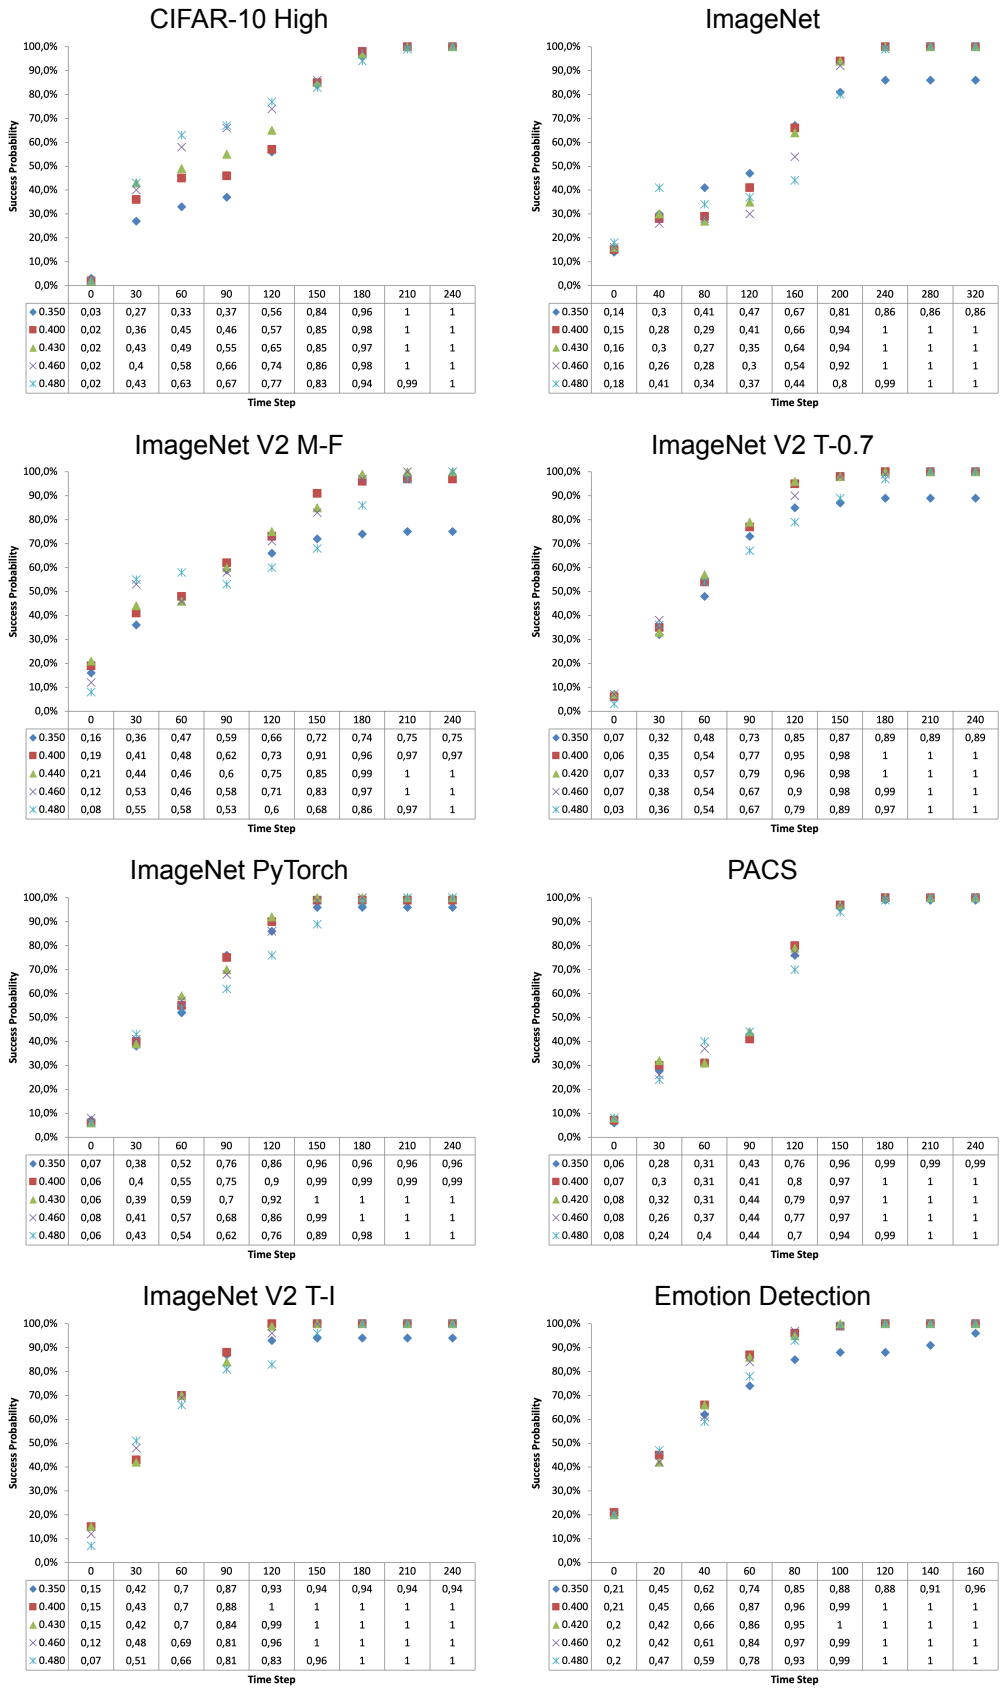 CIFAR-10 High
Success Probability
100,0%
90,0%
80,0%
70,0%
60,0%
50,0%
40,0%
30,0%
20,0%
10,0%
0,0%
0 30 60 90 120 150 180 210 240
0.350 0,03 0,27 0,33 0,37 0,56 0,84 0,96 1 1
0.400 0,02 0,36 0,45 0,46 0,57 0,85 0,98 1 1
0.430 0,02 0,43 0,49 0,55 0,65 0,85 0,97 1 1
0.460 0,02 0,4 0,58 0,66 0,74 0,86 0,98 1 1
0.480 0,02 0,43 0,63 0,67 0,77 0,83 0,94 0,99 1
Time Step
ImageNet
Success Probability
100,0%
90,0%
80,0%
70,0%
60,0%
50,0%
40,0%
30,0%
20,0%
10,0%
0,0%
0 40 80 120 160 200 240 280 320
0.350 0,14 0,3 0,41 0,47 0,67 0,81 0,86 0,86 0,86
0.400 0,15 0,28 0,29 0,41 0,66 0,94 1 1 1
0.430 0,16 0,3 0,27 0,35 0,64 0,94 1 1 1
0.460 0,16 0,26 0,28 0,3 0,54 0,92 1 1 1
0.480 0,18 0,41 0,34 0,37 0,44 0,8 0,99 1 1
Time Step
ImageNet V2 M-F
Success Probability
100,0%
90,0%
80,0%
70,0%
60,0%
50,0%
40,0%
30,0%
20,0%
10,0%
0,0%
0 30 60 90 120 150 180 210 240
0.350 0,16 0,36 0,47 0,59 0,66 0,72 0,74 0,75 0,75
0.400 0,19 0,41 0,48 0,62 0,73 0,91 0,96 0,97 0,97
0.440 0,21 0,44 0,46 0,6 0,75 0,85 0,99 1 1
0.460 0,12 0,53 0,46 0,58 0,71 0,83 0,97 1 1
0.480 0,08 0,55 0,58 0,53 0,6 0,68 0,86 0,97 1
Time Step
ImageNet V2 T-0.7
Success Probability
100,0%
90,0%
80,0%
70,0%
60,0%
50,0%
40,0%
30,0%
20,0%
10,0%
0,0%
0 30 60 90 120 150 180 210 240
0.350 0,07 0,32 0,48 0,73 0,85 0,87 0,89 0,89 0,89
0.400 0,06 0,35 0,54 0,77 0,95 0,98 1 1 1
0.420 0,07 0,33 0,57 0,79 0,96 0,98 1 1 1
0.460 0,07 0,38 0,54 0,67 0,9 0,98 0,99 1 1
0.480 0,03 0,36 0,54 0,67 0,79 0,89 0,97 1 1
Time Step
ImageNet PyTorch
Success Probability
100,0%
90,0%
80,0%
70,0%
60,0%
50,0%
40,0%
30,0%
20,0%
10,0%
0,0%
0 30 60 90 120 150 180 210 240
0.350 0,07 0,38 0,52 0,76 0,86 0,96 0,96 0,96 0,96
0.400 0,06 0,4 0,55 0,75 0,9 0,99 0,99 0,99 0,99
0.430 0,06 0,39 0,59 0,7 0,92 1 1 1 1
0.460 0,08 0,41 0,57 0,68 0,86 0,99 1 1 1
0.480 0,06 0,43 0,54 0,62 0,76 0,89 0,98 1 1
Time Step
PACS
Success Probability
100,0%
90,0%
80,0%
70,0%
60,0%
50,0%
40,0%
30,0%
20,0%
10,0%
0,0%
0 30 60 90 120 150 180 210 240
0.350 0,06 0,28 0,31 0,43 0,76 0,96 0,99 0,99 0,99
0.400 0,07 0,3 0,31 0,41 0,8 0,97 1 1 1
0.420 0,08 0,32 0,31 0,44 0,79 0,97 1 1 1
0.460 0,08 0,26 0,37 0,44 0,77 0,97 1 1 1
0.480 0,08 0,24 0,4 0,44 0,7 0,94 0,99 1 1
Time Step
ImageNet V2 T-I
Success Probability
100,0%
90,0%
80,0%
70,0%
60,0%
50,0%
40,0%
30,0%
20,0%
10,0%
0,0%
0 30 60 90 120 150 180 210 240
0.350 0,15 0,42 0,7 0,87 0,93 0,94 0,94 0,94 0,94
0.400 0,15 0,43 0,7 0,88 1 1 1 1 1
0.430 0,15 0,42 0,7 0,84 0,99 1 1 1 1
0.460 0,12 0,48 0,69 0,81 0,96 1 1 1 1
0.480 0,07 0,51 0,66 0,81 0,83 0,96 1 1 1
Time Step
Emotion Detection
Success Probability
100,0%
90,0%
80,0%
70,0%
60,0%
50,0%
40,0%
30,0%
20,0%
10,0%
0,0%
0 20 40 60 80 100 120 140 160
0.350 0,21 0,45 0,62 0,74 0,85 0,88 0,88 0,91 0,96
0.400 0,21 0,45 0,66 0,87 0,96 0,99 1 1 1
0.420 0,2 0,42 0,66 0,86 0,95 1 1 1 1
0.460 0,2 0,42 0,61 0,84 0,97 0,99 1 1 1
0.480 0,2 0,47 0,59 0,78 0,93 0,99 1 1 1
Time Step